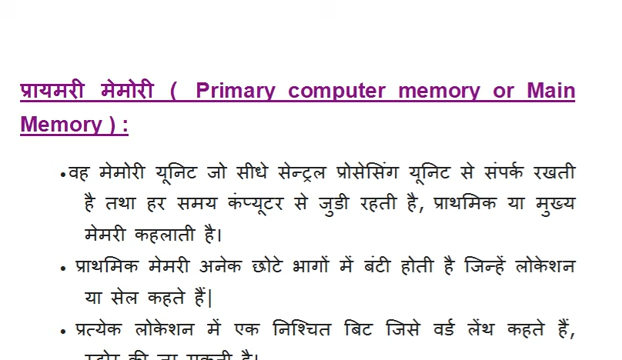 प्रायमरी मेमोरी ( Primary computer memory or Main
Memory ) :
•वह मेमोरी यूनिट जो सीधे सेन्ट्रल प्रोसेसिंग यूनिट से संपर्क रखती
है तथा हर समय कंप्यूटर से जुडी रहती है, प्राथमिक या मुख्य
मेमरी कहलाती है।
• प्राथमिक मेमरी अनेक छोटे भागों में बंटी होती है जिन्हें लोकेशन
या सेल कहते हैं|
• प्रत्येक लोकेशन में एक निश्चित बिट जिसे वर्ड लेंथ कहते हैं,
स्टोर की जा सकती है।